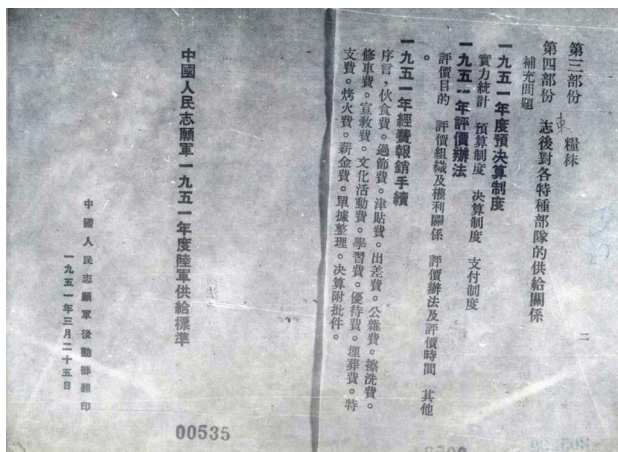 二
第三部份 糧秣
第四部份 志後對各特種部隊的供給關係
補充問題
一九五一年度預決算制度
實力統計 預算制度 決算制度 支付制度
一九五一年評價辦法
評價目的 評價組織及權利關係 評價辦法及評價時間 其他
。
一九五一年經費報銷手續
序言，伙食費。過節費。津貼費。出差費。公雜費。擦洗費。
修車費。宣教費。文化活動費。學習費。優待費。埋葬費。特
支費。烤火費。薪金費。單據整理。決算附批件。
中國人民志願軍一九五一年度陸軍供給標準
中國人民志願軍後勤部印
一九五一年三月二十五日
00535